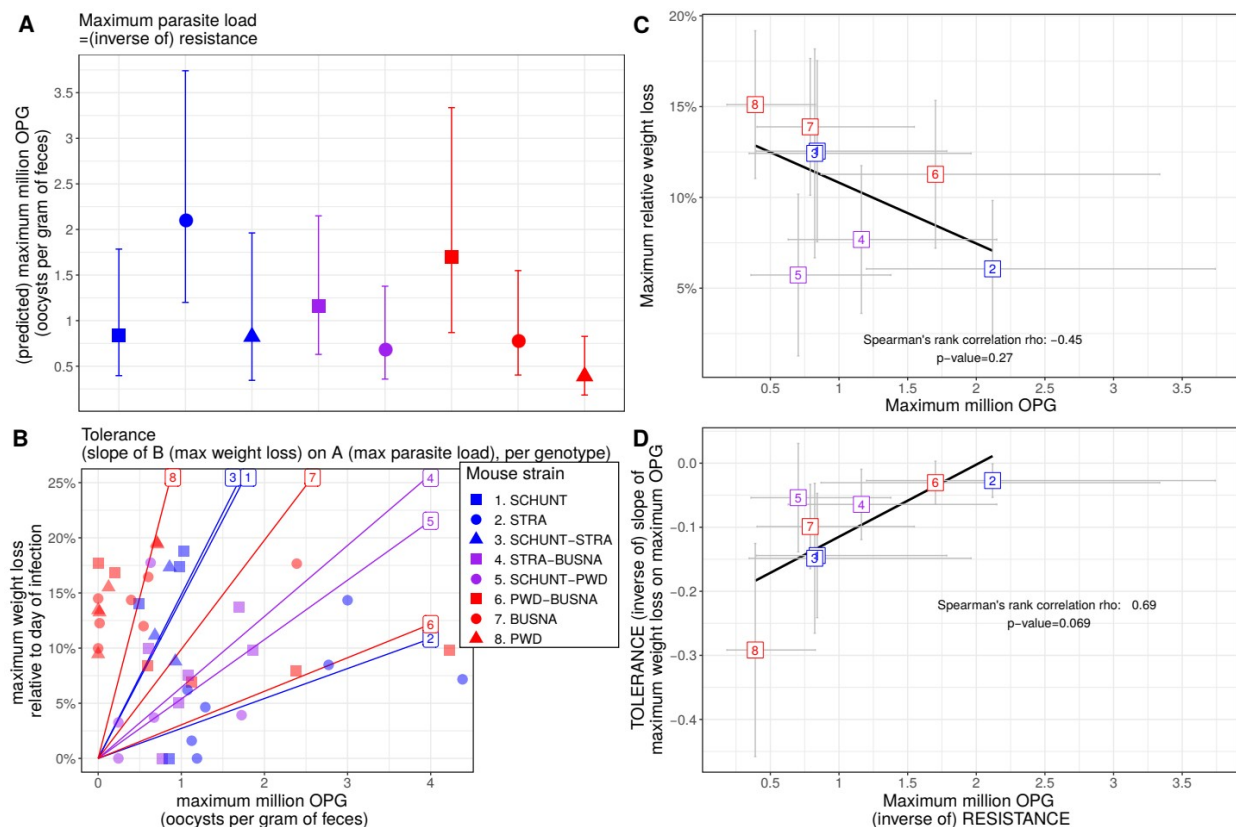 A
Maximum parasite load
=(inverse of) resistance
(predicted) maximum million OPG
(oocysts per gram of feces)
3.5
3
2.5
2
1.5
1
0.5
B
Tolerance
(slope of B (max weight loss) on A (max parasite load), per genotype)
maximum weight loss
relative to day of infection
25%
20%
15%
10%
5%
0%
8
3
1
7
4
5
6
2
0
1
2
3
4
maximum million OPG
(oocysts per gram of feces)
Mouse strain
1. SCHUNT
2. STRA
3. SCHUNT−STRA
4. STRA−BUSNA
5. SCHUNT−PWD
6. PWD−BUSNA
7. BUSNA
8. PWD
C
Maximum relative weight loss
20%
15%
10%
5%
8
7
3
1
6
4
5
2
Spearman's rank correlation rho: −0.45
p−value=0.27
0.5
1
1.5
2
2.5
3
3.5
Maximum million OPG
D
TOLERANCE (inverse of) slope of
maximum weight loss on maximum OPG
0.0
−0.1
−0.2
−0.3
−0.4
5
4
6
2
7
3
1
8
Spearman's rank correlation rho: 0.69
p−value=0.069
0.5
1
1.5
2
2.5
3
3.5
Maximum million OPG
(inverse of) RESISTANCE